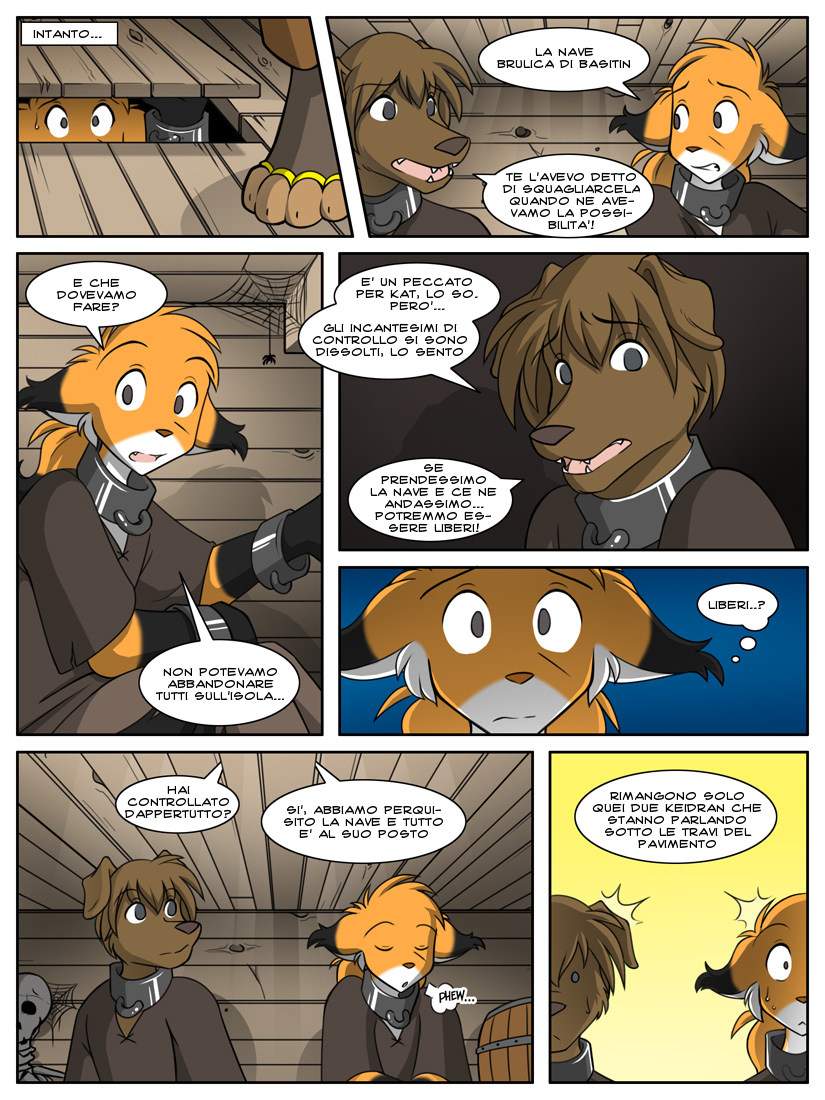 INTANTO...
LA NAVE
BRULICA DI BASITIN
TE L'AVEVO DETTO
DI SQUAGLIARCELA
QUANDO NE AVE-
VAMO LA POSSI-
BILITA'!
E CHE
DOVEVAMO
FARE?
NON POTEVAMO
ABBANDONARE
TUTTI SULL'ISOLA...
E' UN PECCATO
PER KAT, LO SO.
PERO'...
GLI INCANTESIMI DI
CONTROLLO SI SONO
DISSOLTI, LO SENTO
SE
PRENDESSIMO
LA NAVE E CE NE
ANDASSIMO...
POTREMMO ES-
SERE LIBERI!
LIBERI..?
HAI
CONTROLLATO
DAPPERTUTTO?
SI', ABBIAMO PERQUI-
SITO LA NAVE E TUTTO
E' AL SUO POSTO
PHEW...
RIMANGONO SOLO
QUEI DUE KEIDRAN CHE
STANNO PARLANDO
SOTTO LE TRAVI DEL
PAVIMENTO